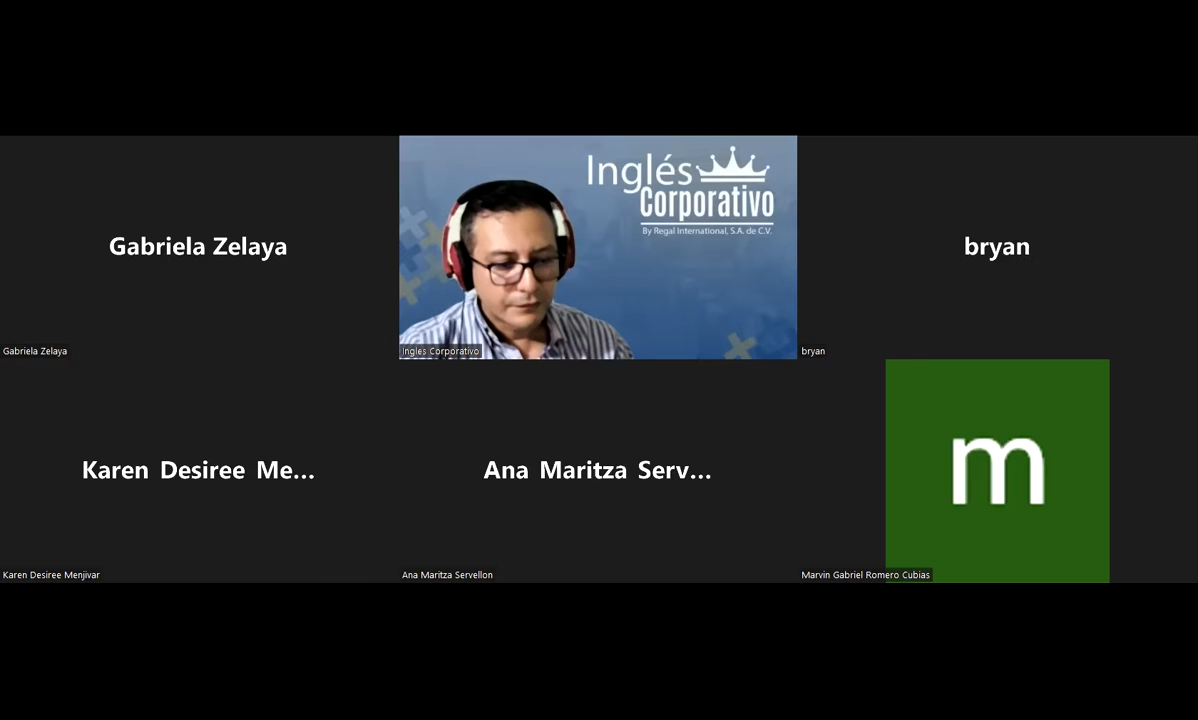 Gabriela Zelaya
Gabriela Zelaya
Inglés
Corporativo
By Regal International, S.A. de C.V.
Ingles Corporativo
bryan
bryan
Karen Desiree Me...
Karen Desiree Menjivar
Ana Maritza Serv...
Ana Maritza Servellon
m
Marvin Gabriel Romero Cubias